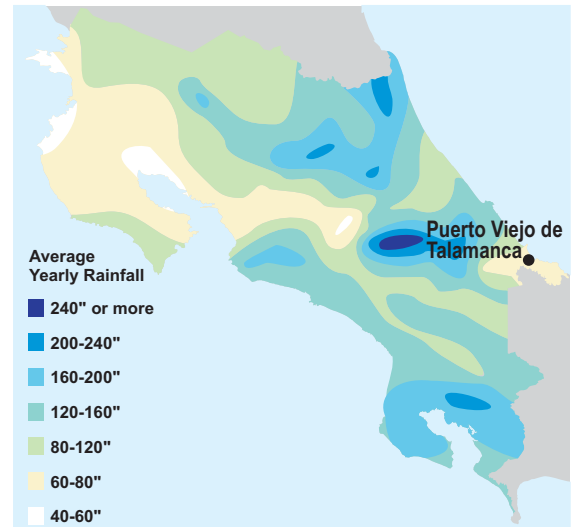 Puerto Viejo de
Talamanca
Average
Yearly Rainfall
240" or more
200-240"
160-200"
120-160"
80-120"
60-80"
40-60"